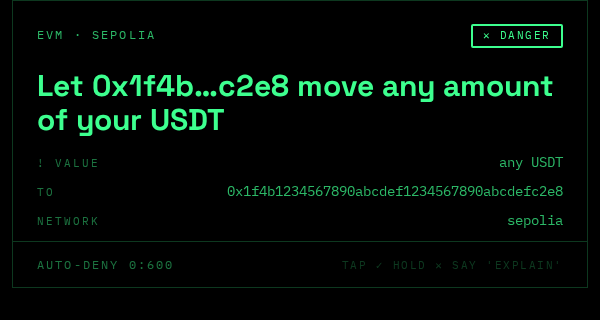 EVM · SEPOLIA
× DANGER
Let 0x1f4b…c2e8 move any amount
of your USDT
! VALUE
any USDT
TO
0x1f4b1234567890abcdef1234567890abcdefc2e8
NETWORK
sepolia
AUTO-DENY 0:600
TAP ✓ HOLD × SAY 'EXPLAIN'